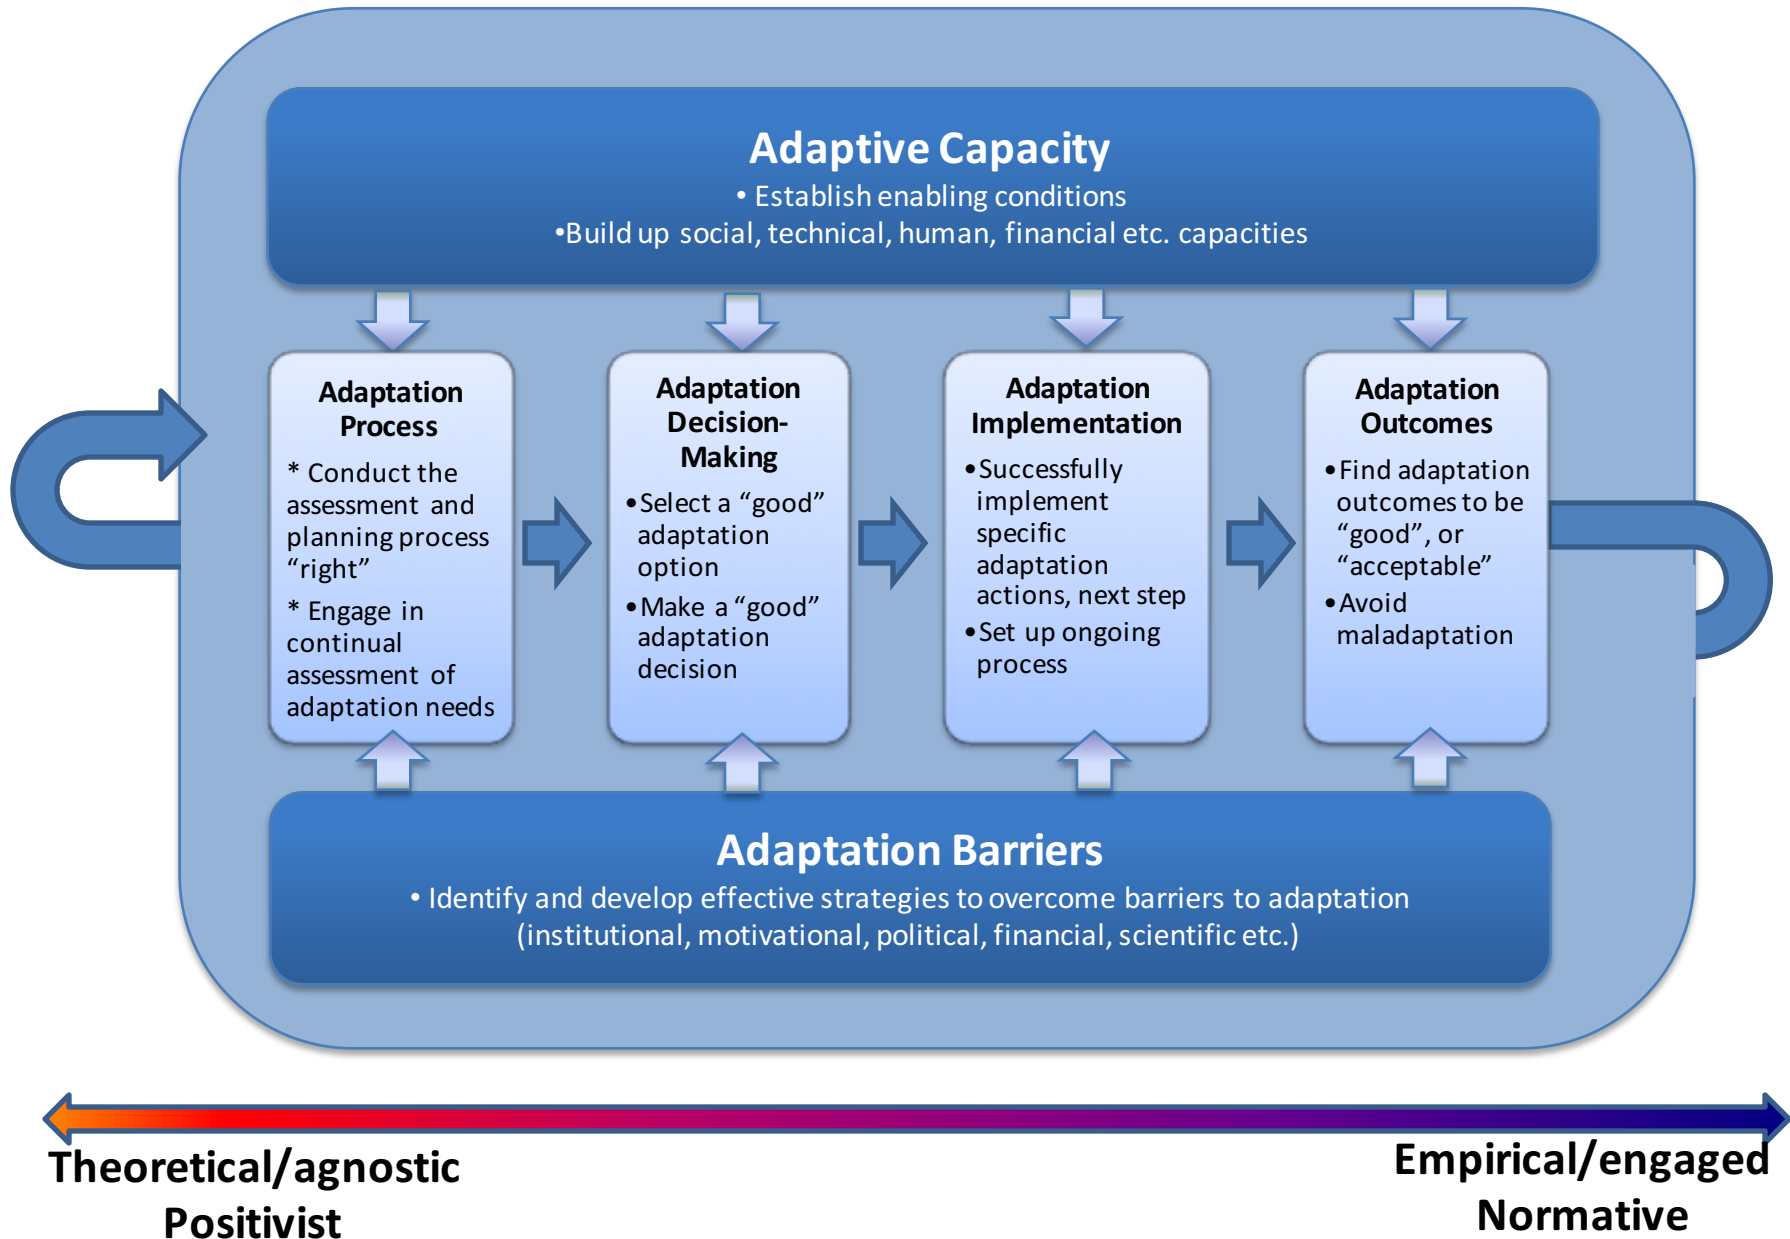 Adaptive Capacity
• Establish enabling conditions
•Build up social, technical, human, financial etc. capacities
Adaptation
Process
* Conduct the
assessment and
planning process
“right”
* Engage in
continual
assessment of
adaptation needs
Adaptation
Decision-
Making
•Select a “good”
adaptation
option
•Make a “good”
adaptation
decision
Adaptation
Implementation
•Successfully
implement
specific
adaptation
actions, next step
•Set up ongoing
process
Adaptation
Outcomes
•Find adaptation
outcomes to be
“good”, or
“acceptable”
•Avoid
maladaptation
Adaptation Barriers
• Identify and develop effective strategies to overcome barriers to adaptation
(institutional, motivational, political, financial, scientific etc.)
Theoretical/agnostic
Positivist
Empirical/engaged
Normative